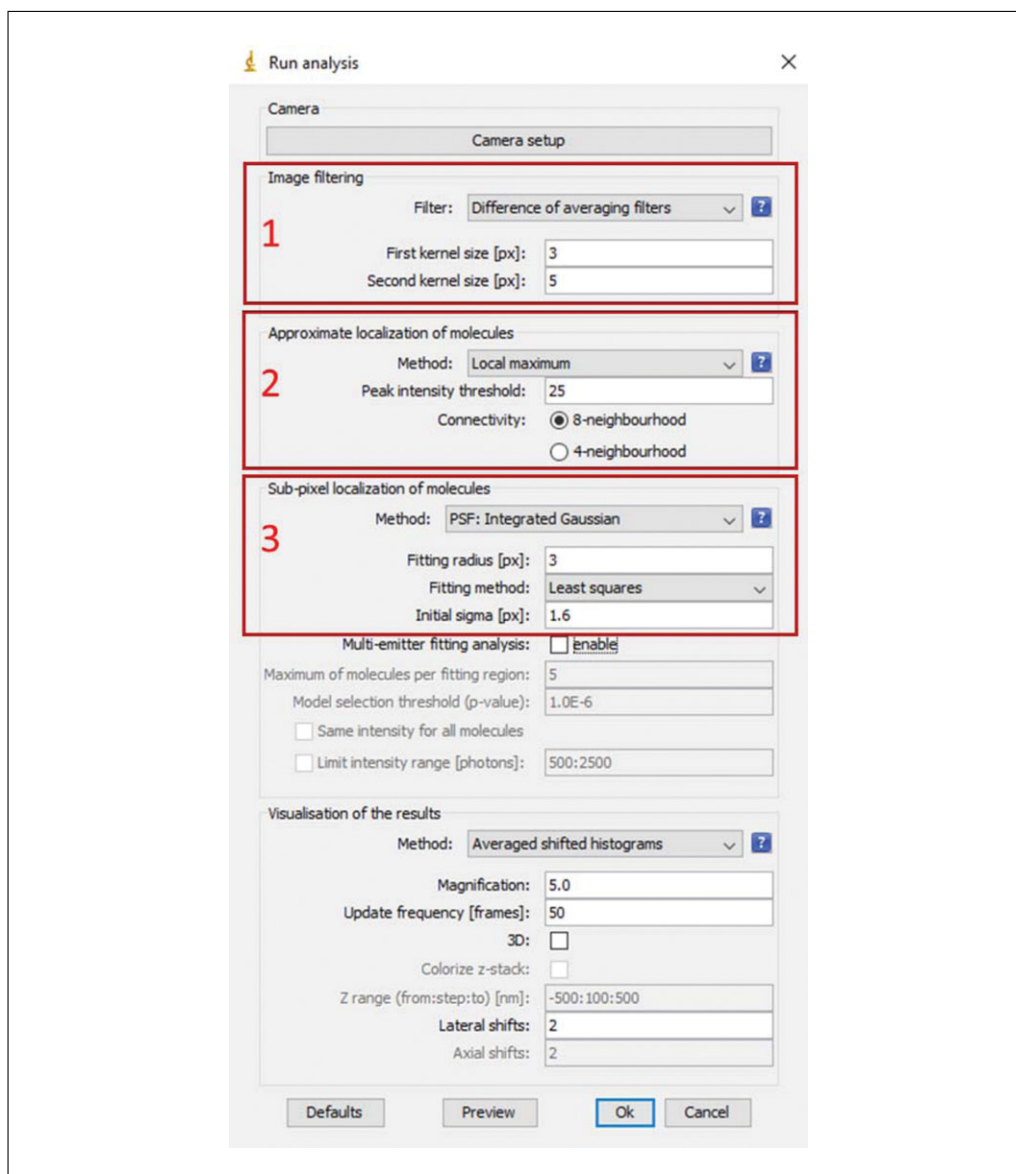 Run analysis
Camera
Camera setup
Image filtering
1
Filter: Difference of averaging filters ?
First kernel size [px]: 3
Second kernel size [px]: 5
Approximate localization of molecules
2
Method: Local maximum ?
Peak intensity threshold: 25
Connectivity: 8-neighbourhood
4-neighbourhood
Sub-pixel localization of molecules
3
Method: PSF: Integrated Gaussian ?
Fitting radius [px]: 3
Fitting method: Least squares
Initial sigma [px]: 1.6
Multi-emitter fitting analysis: enable
Maximum of molecules per fitting region: 5
Model selection threshold (p-value): 1.0E-6
Same intensity for all molecules
Limit intensity range [photons]: 500:2500
Visualisation of the results
Method: Averaged shifted histograms ?
Magnification: 5.0
Update frequency [frames]: 50
3D:
Colorize z-stack:
Z range (from:step:to) [nm]: -500:100:500
Lateral shifts: 2
Axial shifts: 2
Defaults Preview Ok Cancel